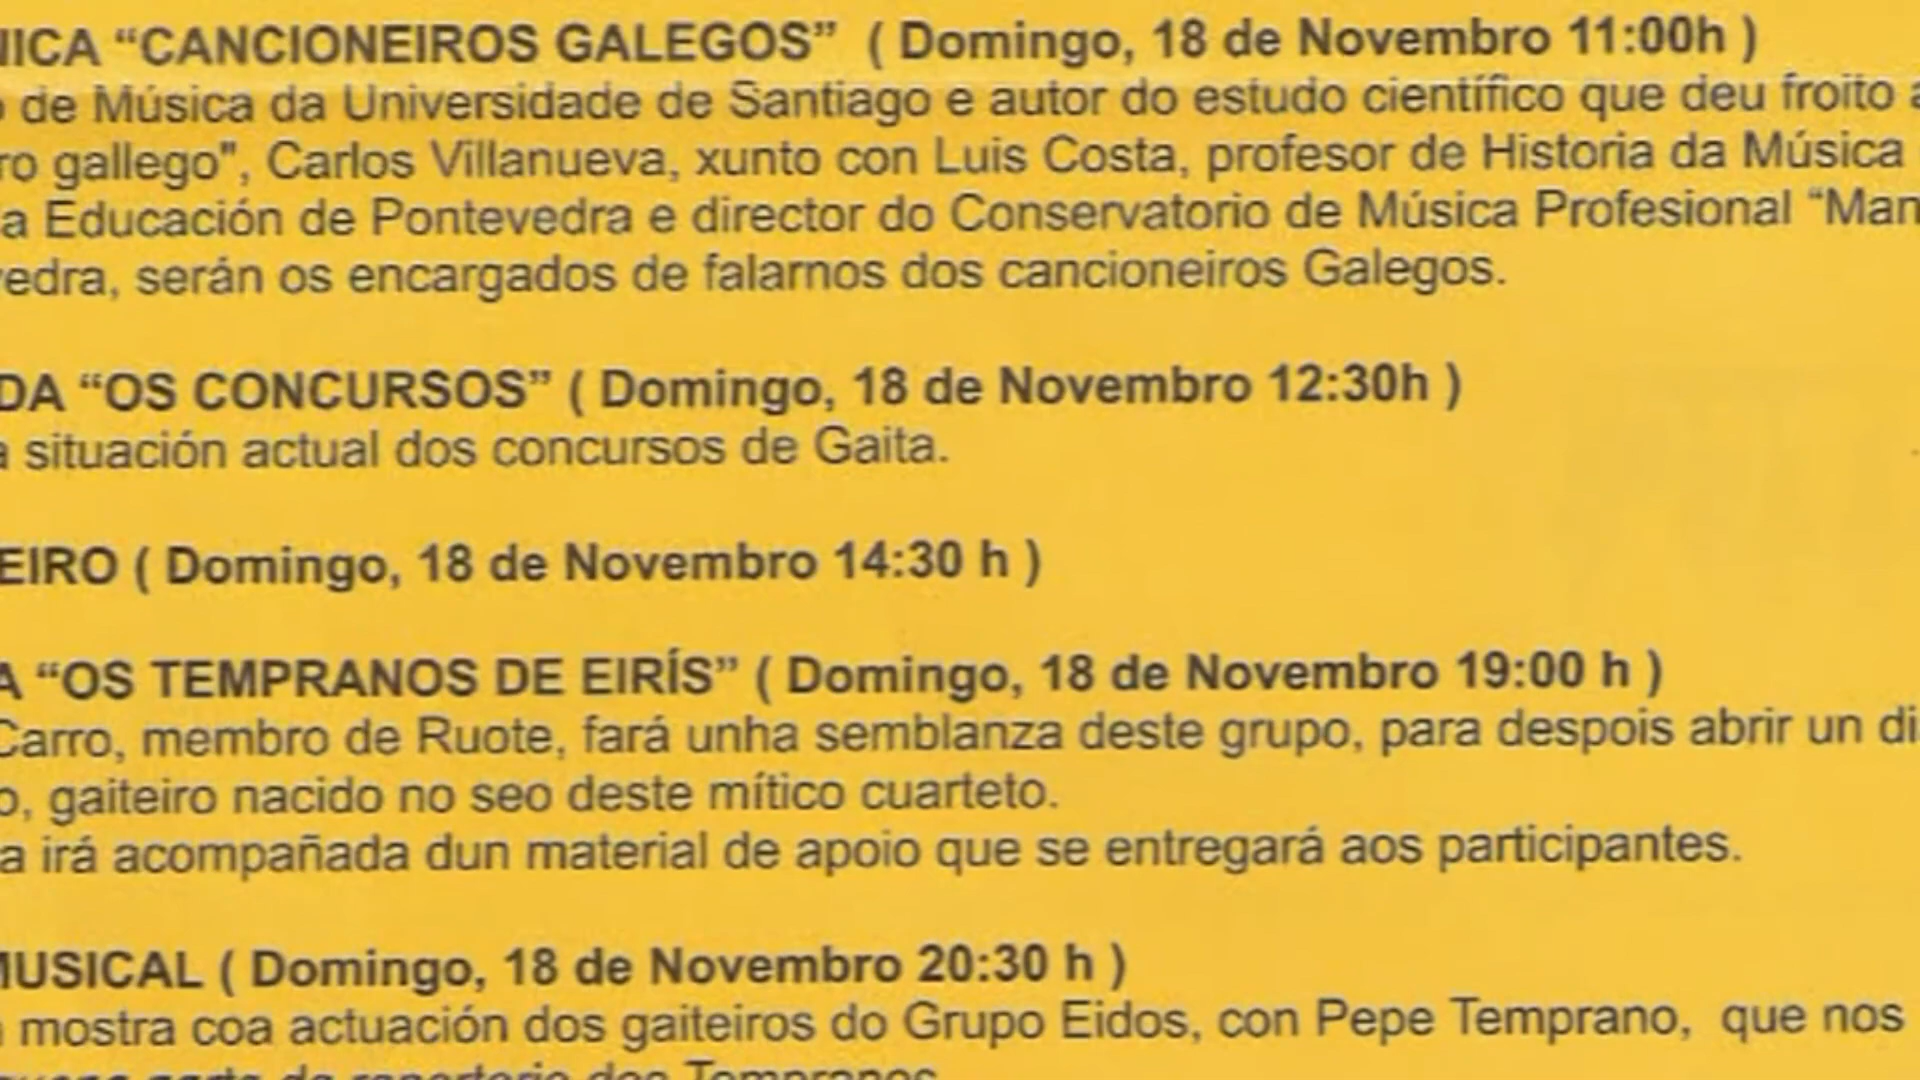 "CANCIONEIROS GALEGOS" ( Domingo, 18 de Novembro 11:00h )
de Música da Universidade de Santiago e autor do estudo científico que deu froito
gallego", Carlos Villanueva, xunto con Luis Costa, profesor de Historia da Música
a Educación de Pontevedra e director do Conservatorio de Música Profesional “Man
vedra, serán os encargados de falarnos dos cancioneiros Galegos.
DA “OS CONCURSOS” ( Domingo, 18 de Novembro 12:30h )
a situación actual dos concursos de Gaita.
EIRO ( Domingo, 18 de Novembro 14:30 h )
A “OS TEMPRANOS DE EIRÍS” ( Domingo, 18 de Novembro 19:00 h )
Carro, membro de Ruote, fará unha semblanza deste grupo, para despois abrir un di
o, gaiteiro nacido no seo deste mítico cuarteto.
a irá acompañada dun material de apoio que se entregará aos participantes.
MUSICAL ( Domingo, 18 de Novembro 20:30 h )
mostra coa actuación dos gaiteiros do Grupo Eidos, con Pepe Temprano, que nos
parte do repertorio dos Tempranos